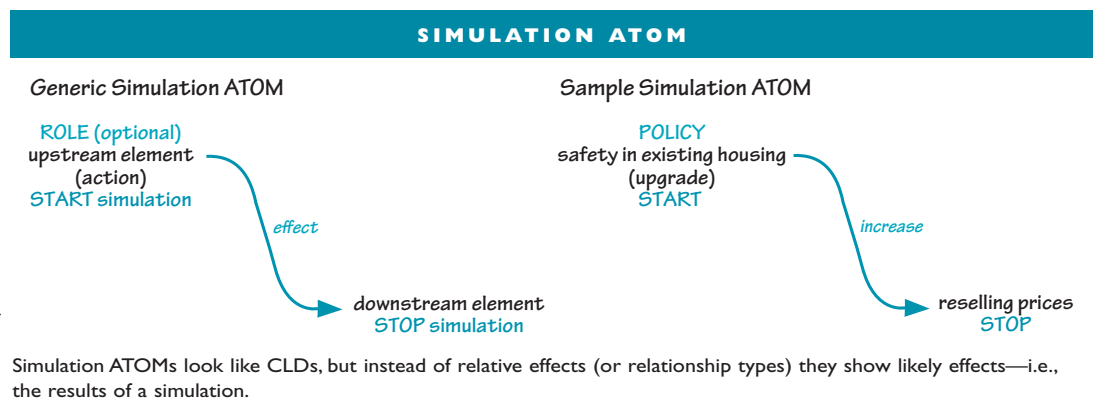 SIMULATION ATOM
Generic Simulation ATOM
ROLE (optional)
upstream element
(action)
START simulation
effect
downstream element
STOP simulation
Sample Simulation ATOM
POLICY
safety in existing housing
(upgrade)
START
increase
reselling prices
STOP
Simulation ATOMs look like CLDs, but instead of relative effects (or relationship types) they show likely effects—i.e.,
the results of a simulation.